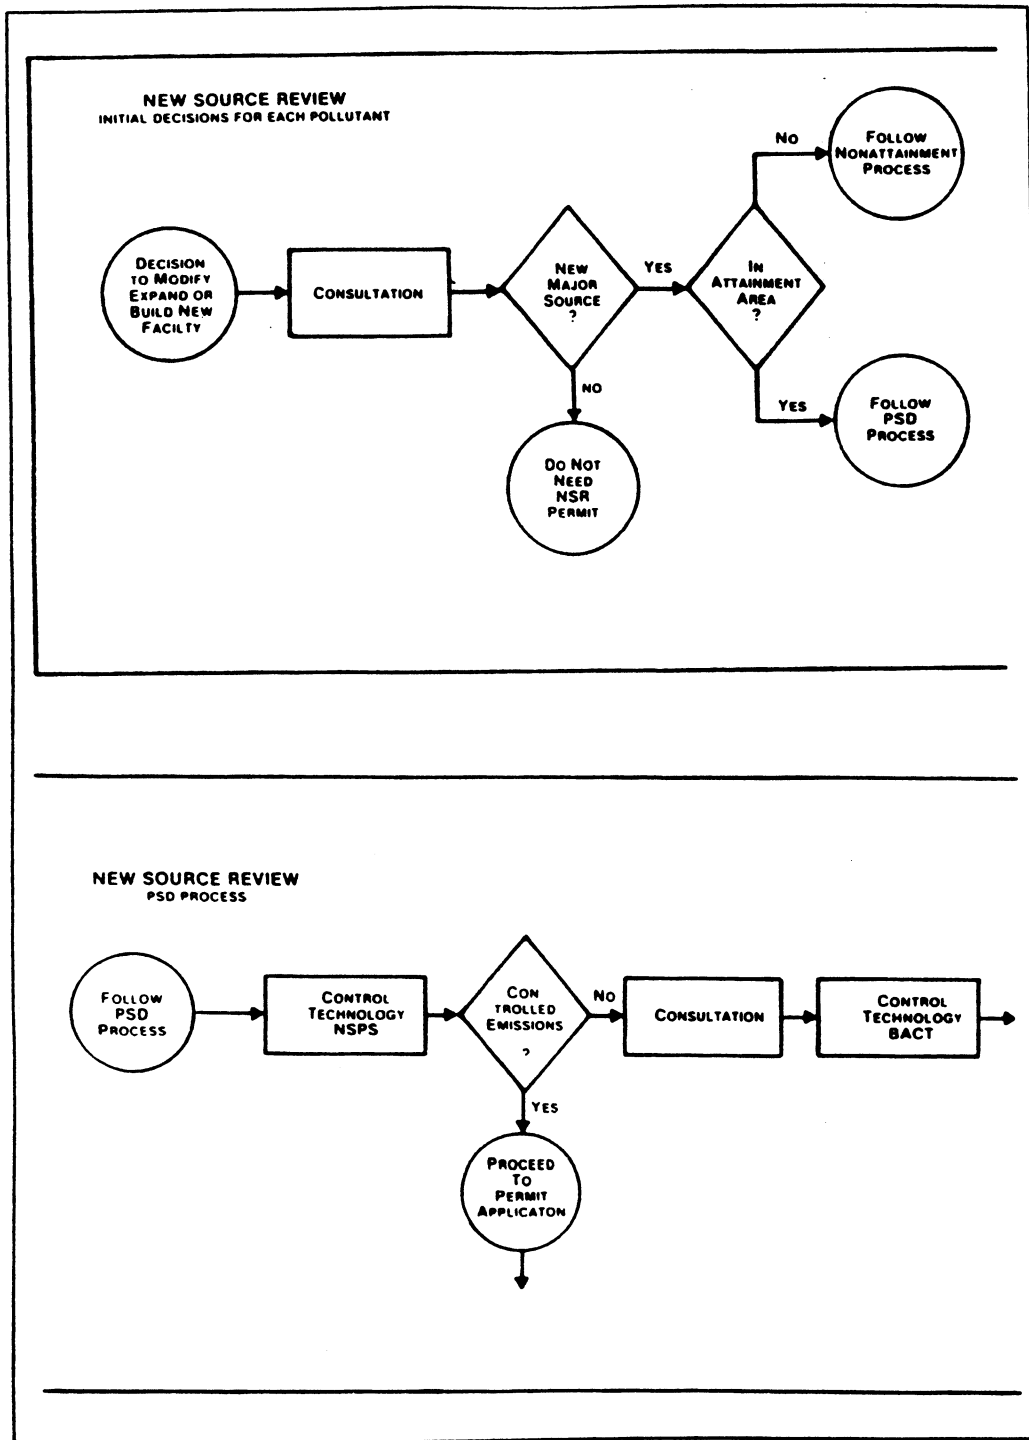 NEW SOURCE REVIEW
INITIAL DECISIONS FOR EACH POLLUTANT
DECISION
TO MODIFY
EXPAND OR
BUILD NEW
FACILTY
CONSULTATION
NEW
MAJOR
SOURCE
?
YES
NO
DO NOT
NEED
NSR
PERMIT
IN
ATTAINMENT
AREA
?
NO
FOLLOW
NONATTAINMENT
PROCESS
YES
FOLLOW
PSD
PROCESS
NEW SOURCE REVIEW
PSD PROCESS
FOLLOW
PSD
PROCESS
CONTROL
TECHNOLOGY
NSPS
CON
TROLLED
EMISSIONS
?
NO
YES
PROCEED
TO
PERMIT
APPLICATON
CONSULTATION
CONTROL
TECHNOLOGY
BACT